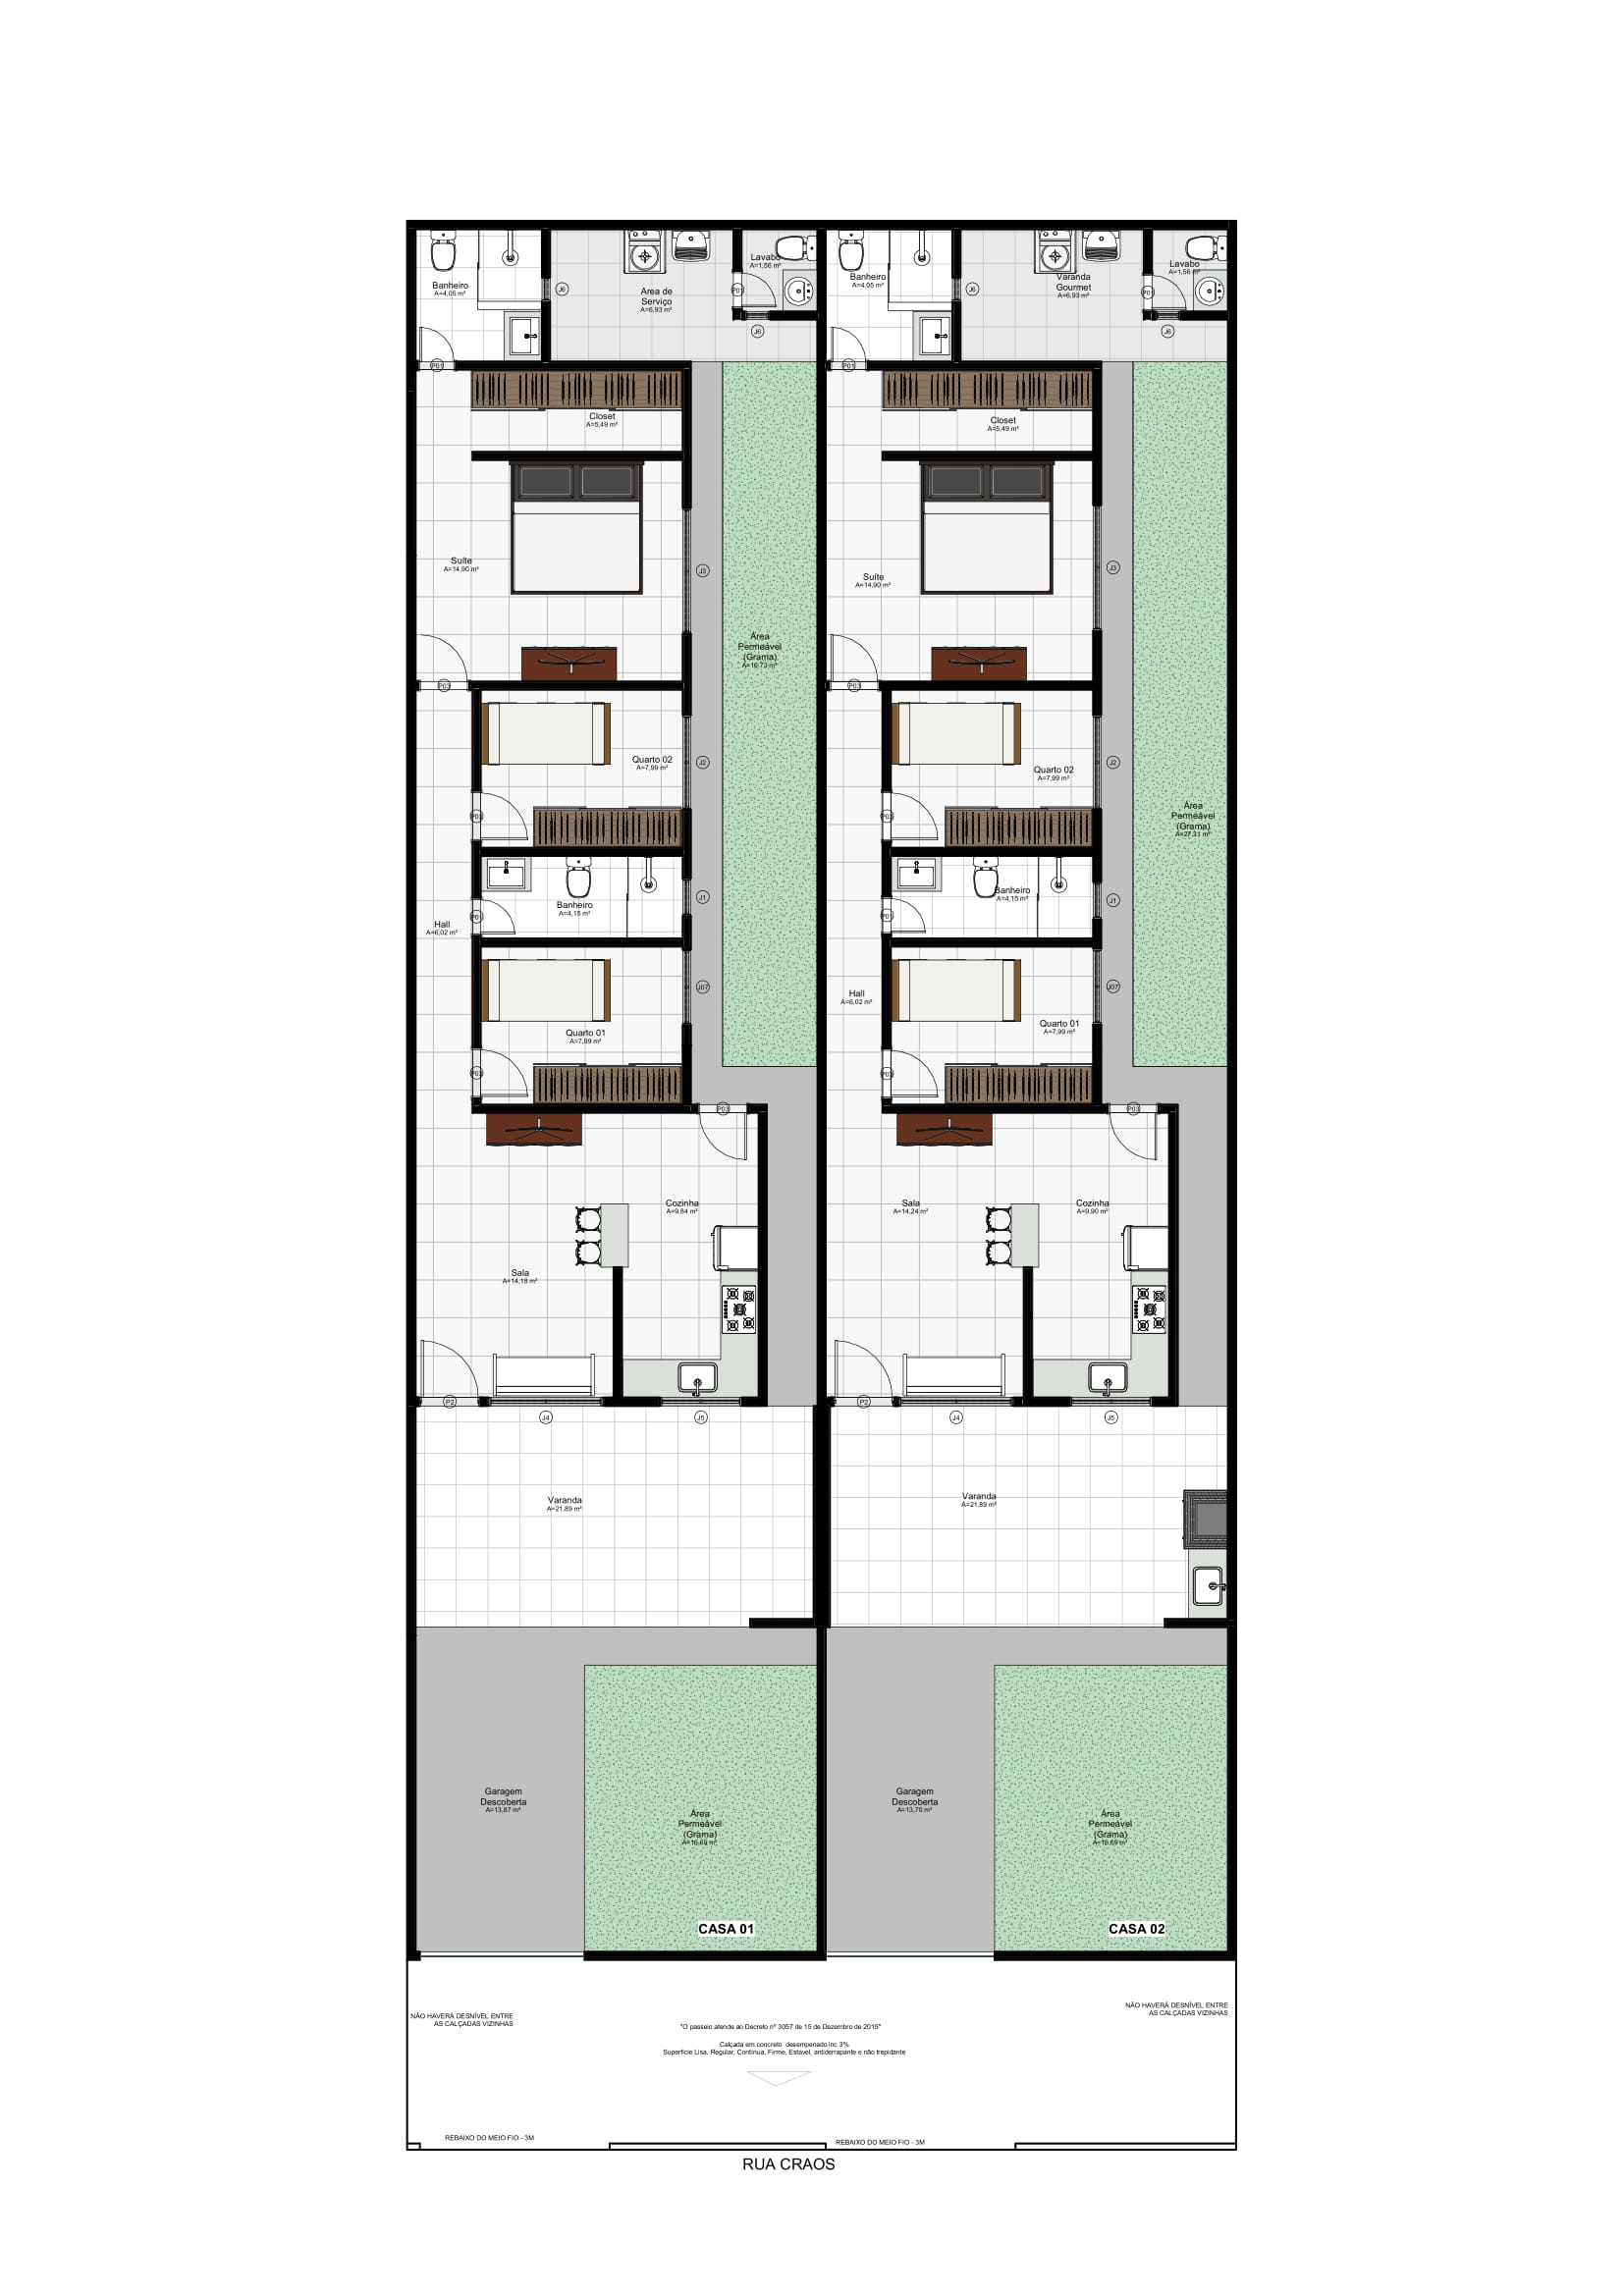 Banheiro
A=4,05 m²
J6
Área de
Serviço
A=6,93 m²
Lavabo
A=1,56 m²
P01
J6
P01
Closet
A=5,49 m²
Suíte
A=14,90 m²
J3
Área
Permeável
(Grama)
P03
Quarto 02
A=7,99 m²
J2
P03
Banheiro
A=4,15 m²
J1
P01
Hall
A=6,02 m²
Quarto 01
A=7,99 m²
J07
P03
P03
Cozinha
A=9,84 m²
Sala
A=14,18 m²
P2
J4
J5
Varanda
A=21,89 m²
Garagem
Descoberta
A=13,87 m²
Área
Permeável
(Grama)
A=16,69 m²
CASA 01
Banheiro
A=4,05 m²
J6
Varanda
Gourmet
A=6,93 m²
Lavabo
A=1,56 m²
P01
J6
P01
Closet
A=5,49 m²
Suíte
A=14,90 m²
J3
P03
Quarto 02
A=7,99 m²
J2
Área
Permeável
(Grama)
A=27,31 m²
P03
Banheiro
A=4,15 m²
J1
P01
Hall
A=6,02 m²
Quarto 01
A=7,99 m²
J07
P03
P03
Sala
A=14,24 m²
Cozinha
A=9,90 m²
P2
J4
J5
Varanda
A=21,89 m²
Garagem
Descoberta
A=13,70 m²
Área
Permeável
(Grama)
A=16,69 m²
CASA 02
NÃO HAVERÁ DESNÍVEL ENTRE
AS CALÇADAS VIZINHAS
NÃO HAVERÁ DESNÍVEL ENTRE
AS CALÇADAS VIZINHAS
"O passeio atende ao Decreto nº 3057 de 15 de Dezembro de 2015"
Calçada em concreto desempenado inc 3%
Superfície Lisa, Regular, Contínua, Firme, Estavel, antiderrapante e não trepidante
REBAIXO DO MEIO FIO - 3M
REBAIXO DO MEIO FIO - 3M
RUA CRAOS